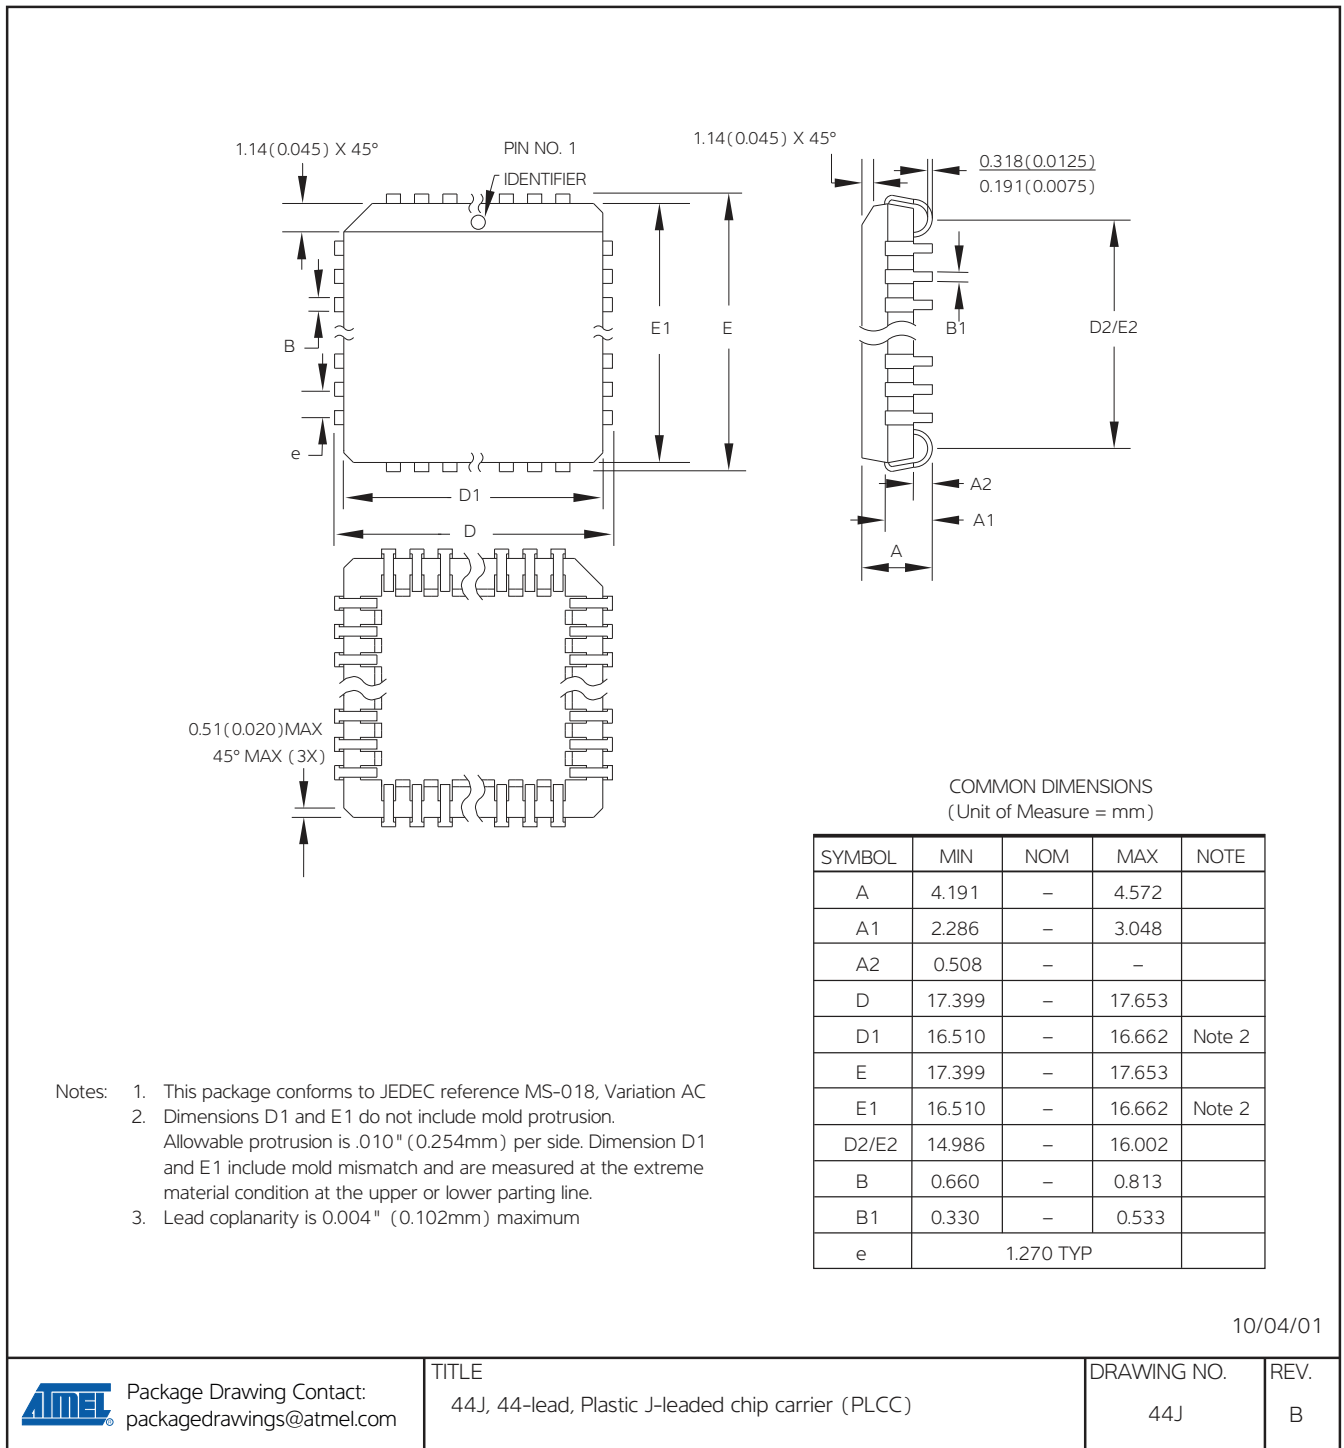 1.14(0.045) X 45°
PIN NO. 1
IDENTIFIER
1.14(0.045) X 45°
0.318(0.0125)
0.191(0.0075)
B
e
E1
E
B1
D2/E2
D1
D
A2
A1
A
0.51(0.020)MAX
45° MAX (3X)
COMMON DIMENSIONS
(Unit of Measure = mm)
SYMBOL MIN NOM MAX NOTE
A 4.191 – 4.572
A1 2.286 – 3.048
A2 0.508 – –
D 17.399 – 17.653
D1 16.510 – 16.662 Note 2
E 17.399 – 17.653
E1 16.510 – 16.662 Note 2
D2/E2 14.986 – 16.002
B 0.660 – 0.813
B1 0.330 – 0.533
e 1.270 TYP
Notes: 1. This package conforms to JEDEC reference MS-018, Variation AC
2. Dimensions D1 and E1 do not include mold protrusion.
Allowable protrusion is .010"(0.254mm) per side. Dimension D1
and E1 include mold mismatch and are measured at the extreme
material condition at the upper or lower parting line.
3. Lead coplanarity is 0.004" (0.102mm) maximum
10/04/01
ATMEL ®
Package Drawing Contact:
packagedrawings@atmel.com
TITLE
44J, 44-lead, Plastic J-leaded chip carrier (PLCC)
DRAWING NO.
44J
REV.
B